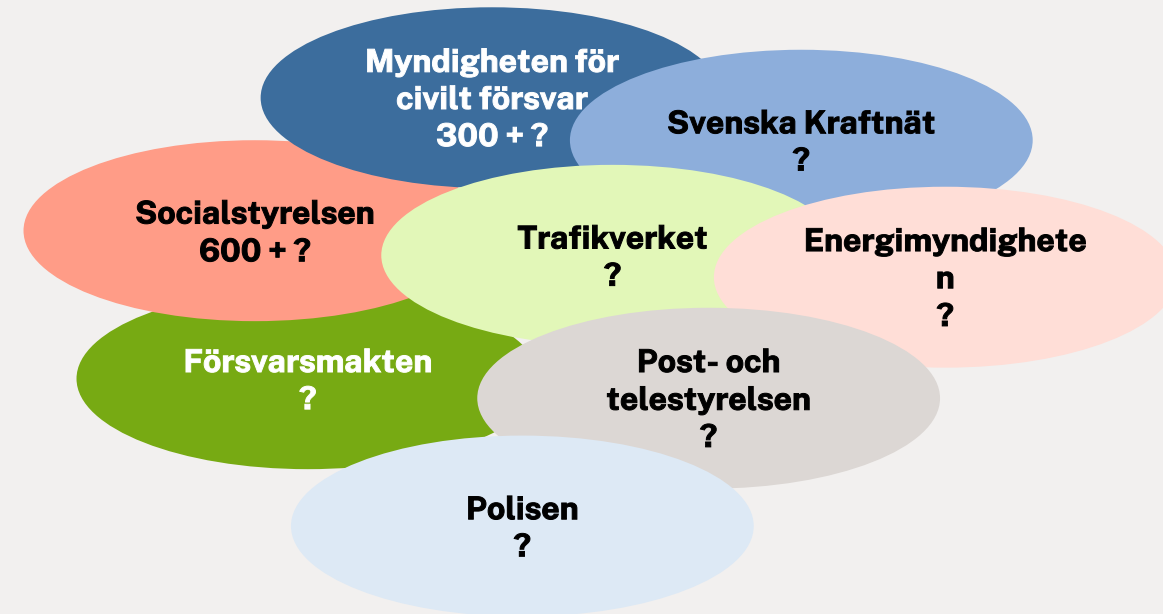 Myndigheten för
civilt försvar
300 + ?
Svenska Kraftnät
?
Socialstyrelsen
600 + ?
Trafikverket
?
Energimyndighete
n
?
Försvarsmakten
?
Post- och
telestyrelsen
?
Polisen
?